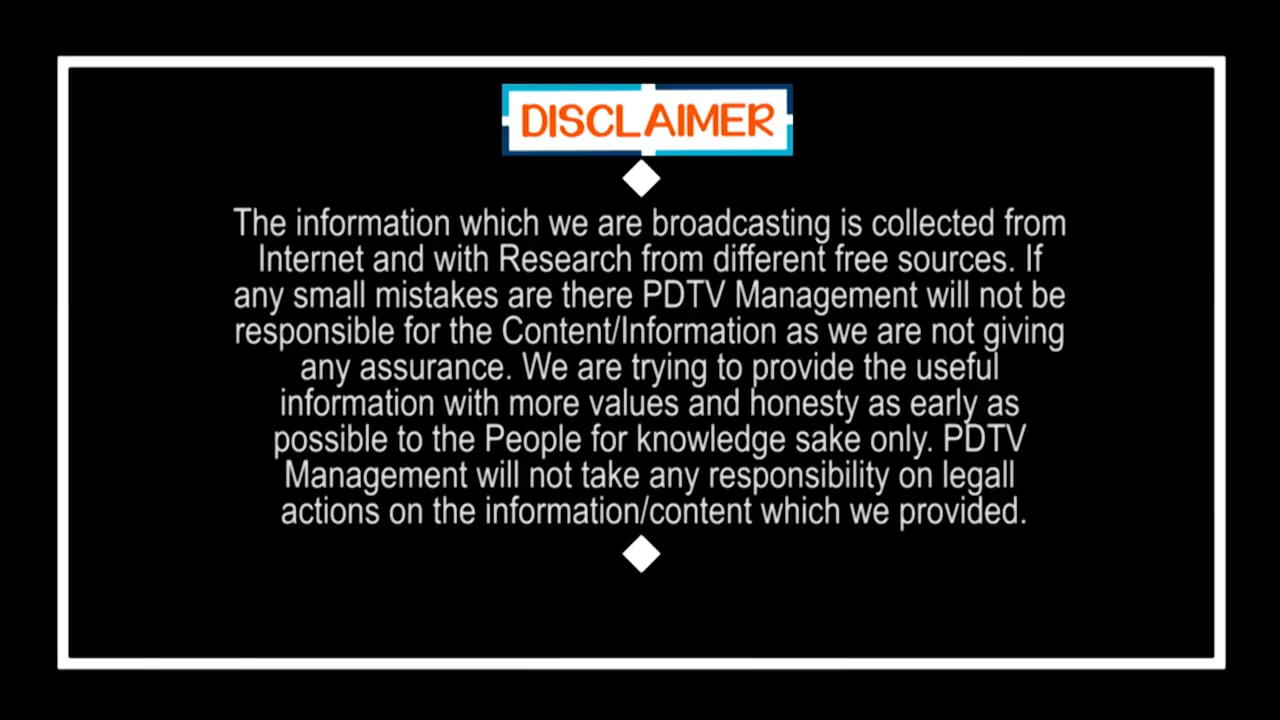 DISCLAIMER
The information which we are broadcasting is collected from
Internet and with Research from different free sources. If
any small mistakes are there PDTV Management will not be
responsible for the Content/Information as we are not giving
any assurance. We are trying to provide the useful
information with more values and honesty as early as
possible to the People for knowledge sake only. PDTV
Management will not take any responsibility on legall
actions on the information/content which we provided.